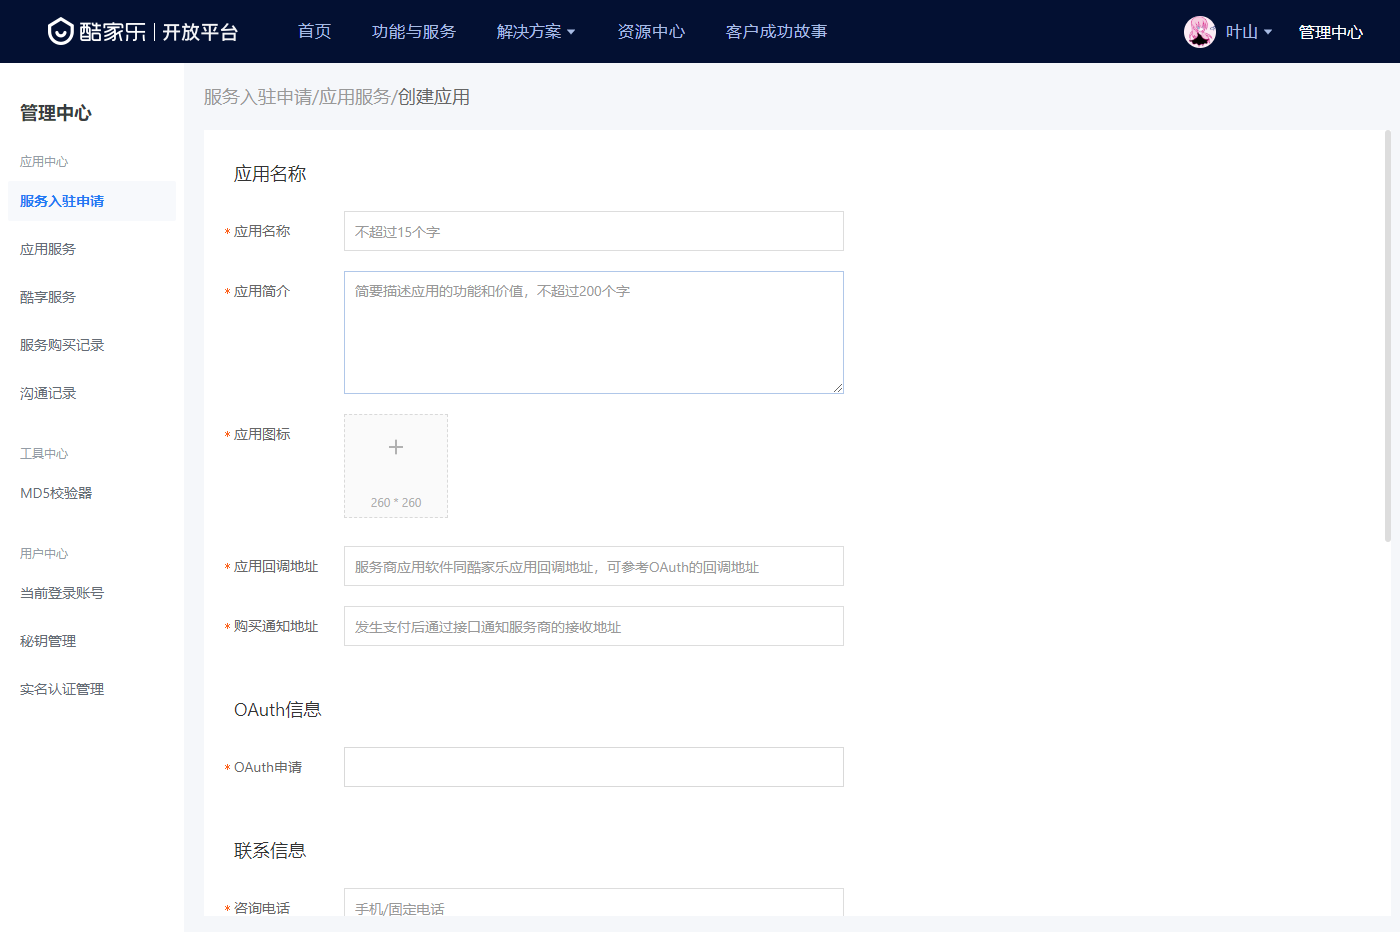 酷家乐 | 开放平台 首页 功能与服务 解决方案 资源中心 客户成功故事 叶山 管理中心
管理中心
应用中心
服务入驻申请
应用服务
酷享服务
服务购买记录
沟通记录
工具中心
MD5校验器
用户中心
当前登录账号
秘钥管理
实名认证管理
服务入驻申请/应用服务/创建应用
应用名称
* 应用名称 不超过15个字
* 应用简介 简要描述应用的功能和价值，不超过200个字
* 应用图标
260 * 260
* 应用回调地址 服务商应用软件同酷家乐应用回调地址，可参考OAuth的回调地址
* 购买通知地址 发生支付后通过接口通知服务商的接收地址
OAuth信息
* OAuth申请
联系信息
* 咨询电话 手机/固定电话